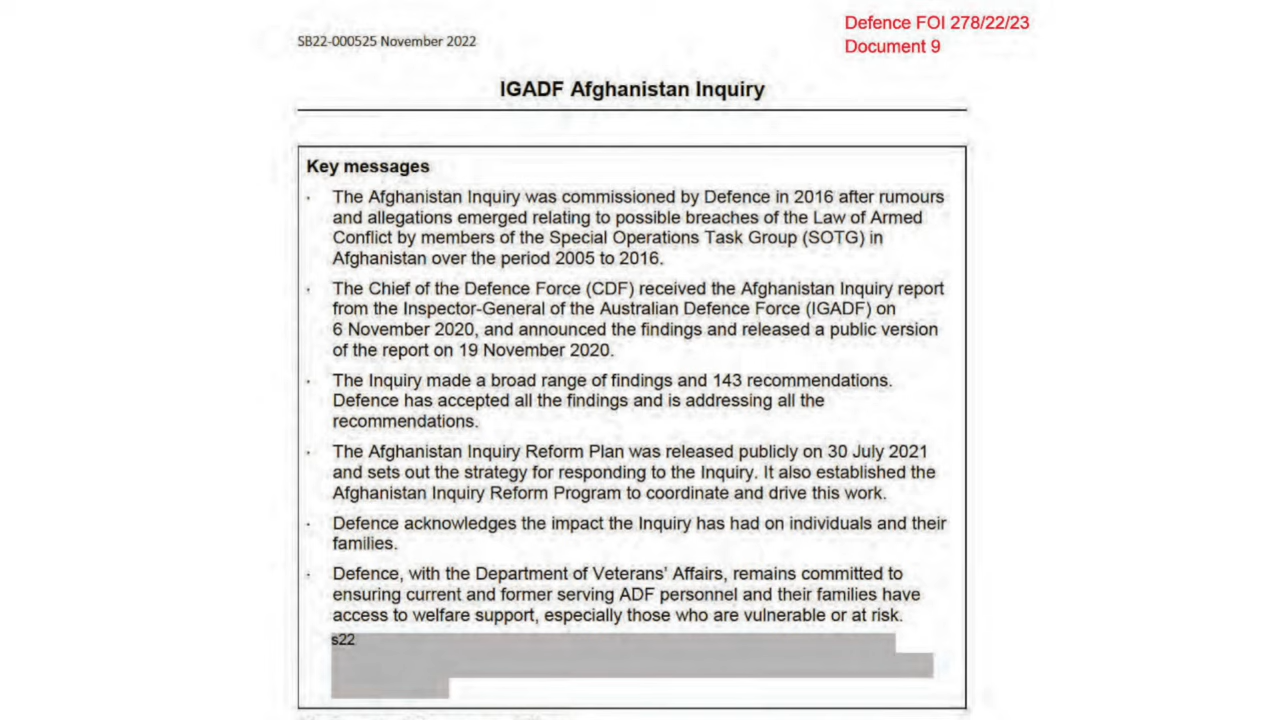 SB22-000525 November 2022
Defence FOI 278/22/23
Document 9
IGADF Afghanistan Inquiry
Key messages
· The Afghanistan Inquiry was commissioned by Defence in 2016 after rumours
and allegations emerged relating to possible breaches of the Law of Armed
Conflict by members of the Special Operations Task Group (SOTG) in
Afghanistan over the period 2005 to 2016.
· The Chief of the Defence Force (CDF) received the Afghanistan Inquiry report
from the Inspector-General of the Australian Defence Force (IGADF) on
6 November 2020, and announced the findings and released a public version
of the report on 19 November 2020.
· The Inquiry made a broad range of findings and 143 recommendations.
Defence has accepted all the findings and is addressing all the
recommendations.
· The Afghanistan Inquiry Reform Plan was released publicly on 30 July 2021
and sets out the strategy for responding to the Inquiry. It also established the
Afghanistan Inquiry Reform Program to coordinate and drive this work.
· Defence acknowledges the impact the Inquiry has had on individuals and their
families.
· Defence, with the Department of Veterans' Affairs, remains committed to
ensuring current and former serving ADF personnel and their families have
access to welfare support, especially those who are vulnerable or at risk.
s22